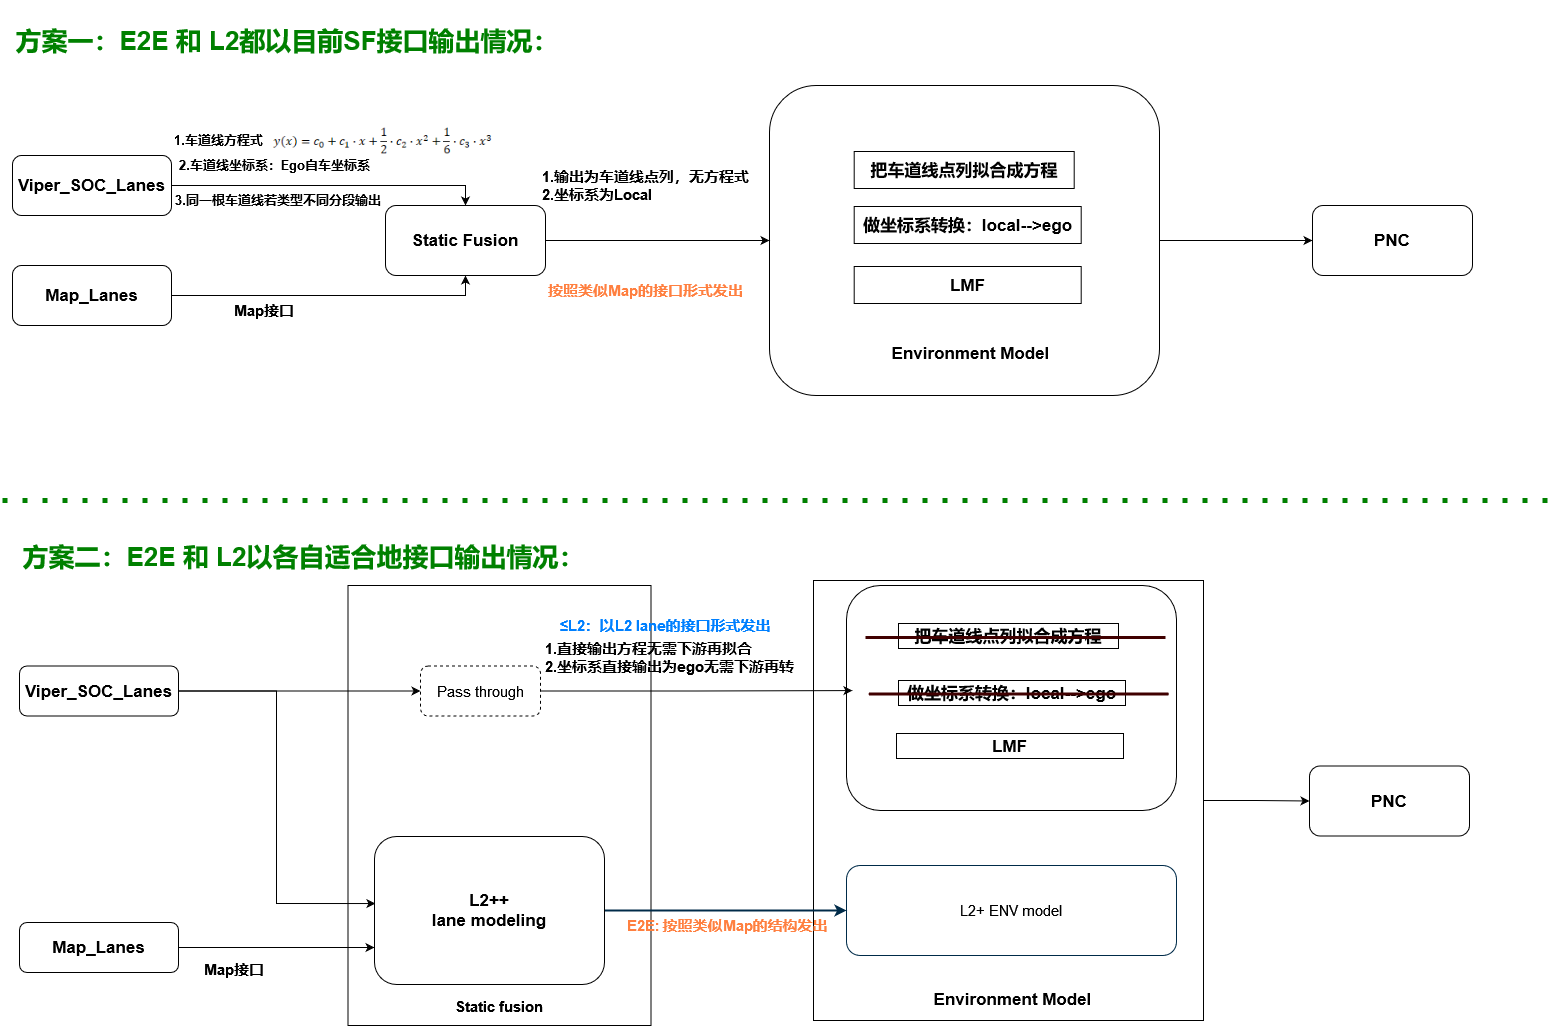 方案一：E2E 和 L2都以目前SF接口输出情况：
1.车道线方程式 y(x) = c₀ + c₁ · x + 1/2 · c₂ · x² + 1/6 · c₃ · x³
2.车道线坐标系：Ego自车坐标系
Viper_SOC_Lanes
3.同一根车道线若类型不同分段输出
Static Fusion
Map_Lanes
Map接口
1.输出为车道线点列，无方程式
2.坐标系为Local
按照类似Map的接口形式发出
把车道线点列拟合成方程
做坐标系转换：local-->ego
LMF
Environment Model
PNC
方案二：E2E 和 L2以各自适合地接口输出情况：
≤L2：以L2 lane的接口形式发出
1.直接输出方程无需下游再拟合
2.坐标系直接输出为ego无需下游再转
Viper_SOC_Lanes
Pass through
把车道线点列拟合成方程
做坐标系转换：local-->ego
LMF
PNC
L2++
lane modeling
E2E: 按照类似Map的结构发出
L2+ ENV model
Map_Lanes
Map接口
Static fusion
Environment Model